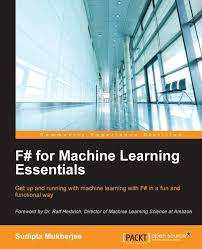 Community Experience Distilled
F# for Machine Learning
Essentials
Get up and running with machine learning with F# in a fun and
functional way
Foreword by Dr. Ralf Herbrich, Director of Machine Learning Science at Amazon
Sudipta Mukherjee
PACKT
open source
PUBLISHING